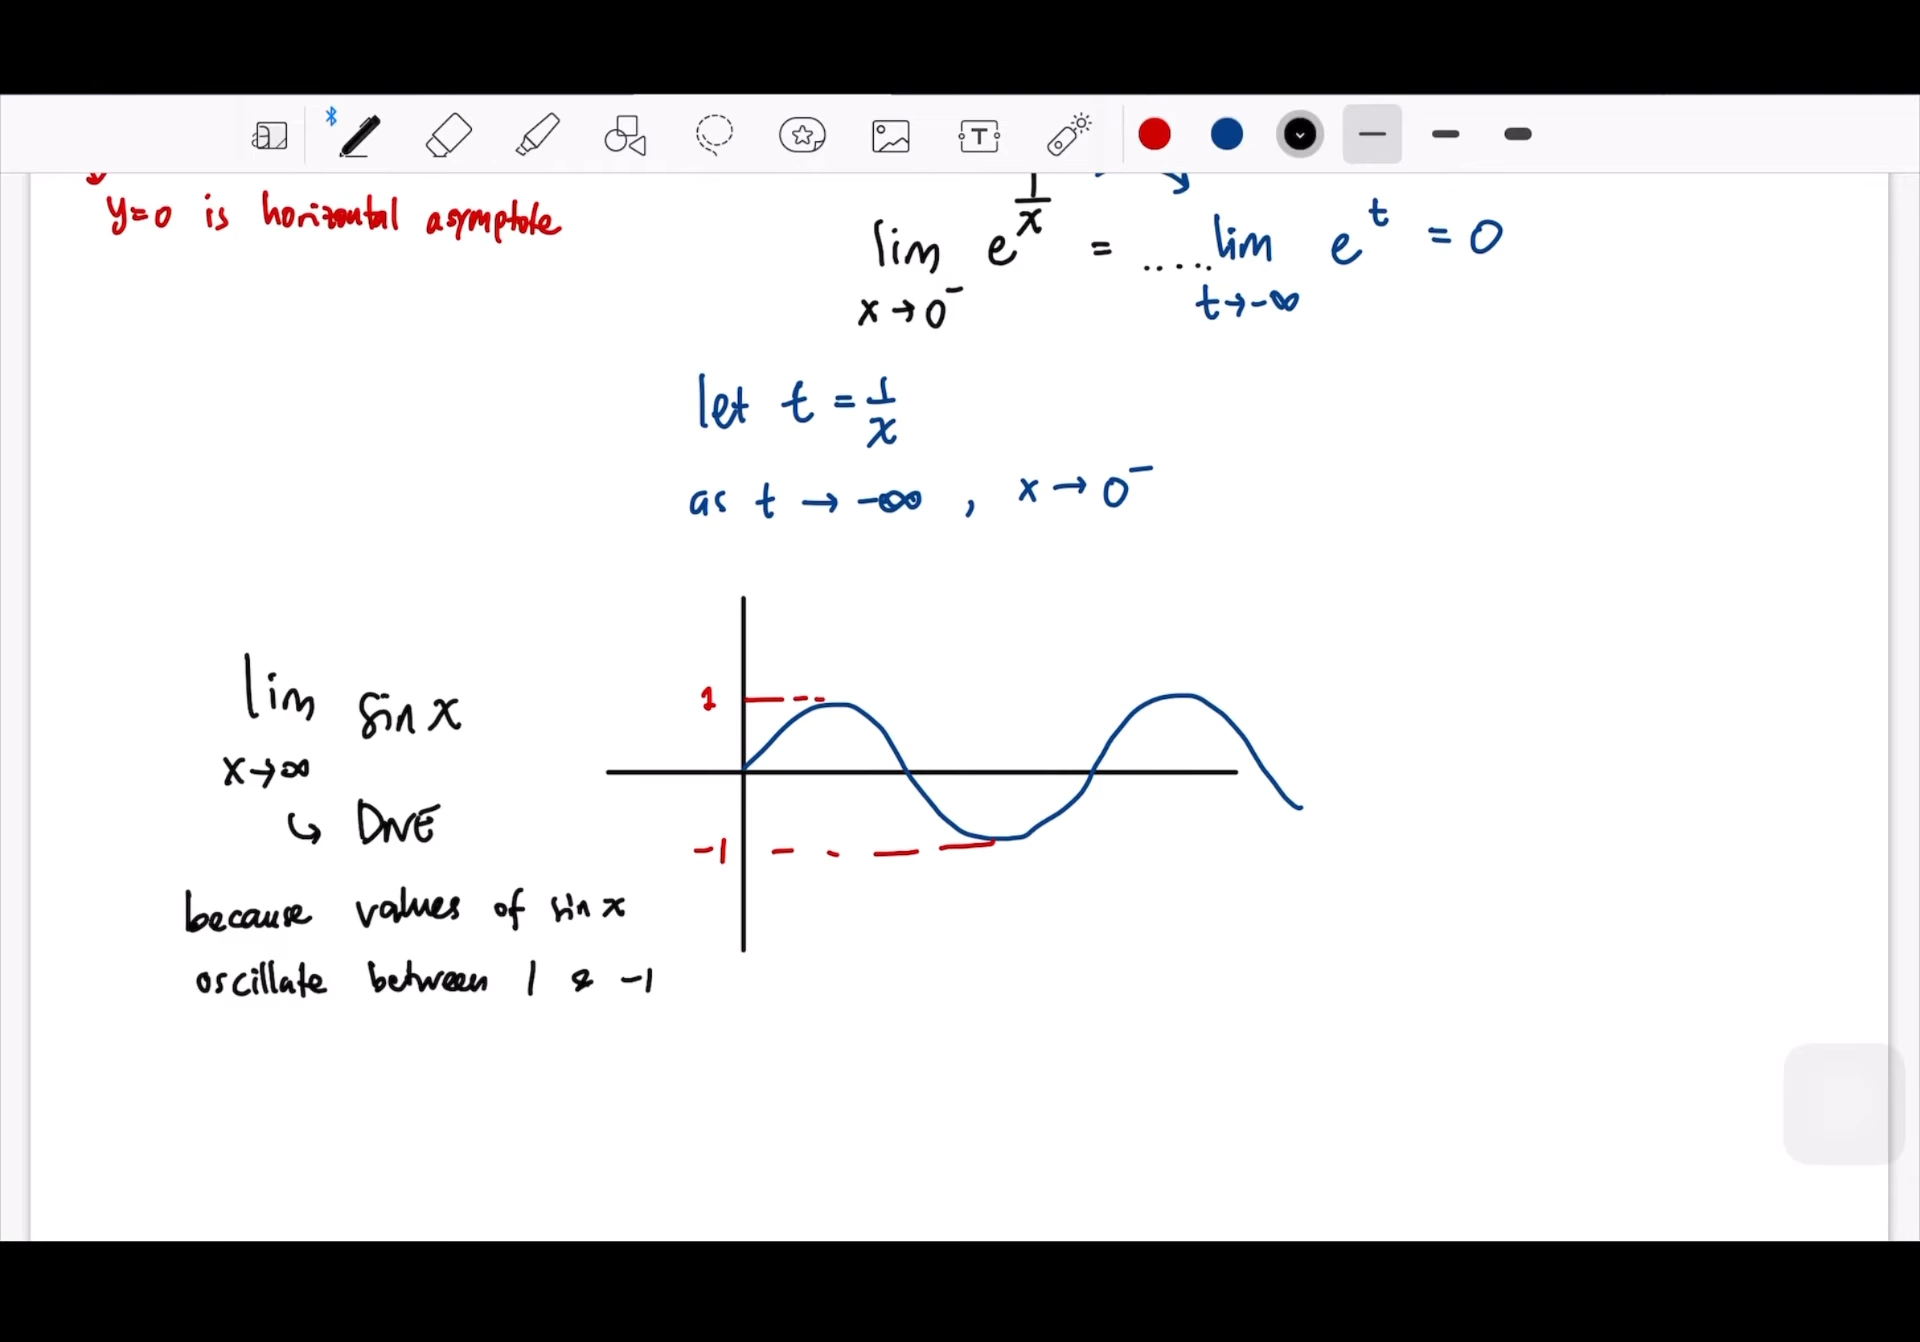 y=0 is horizontal asymptote
lim x→0⁻ e^(1/x) = ..... lim t→-∞ e^t = 0
let t = 1/x
as t → -∞ , x → 0⁻
lim x→∞ sin x
↳ DNE
because values of sin x
oscillate between 1 & -1
1
-1